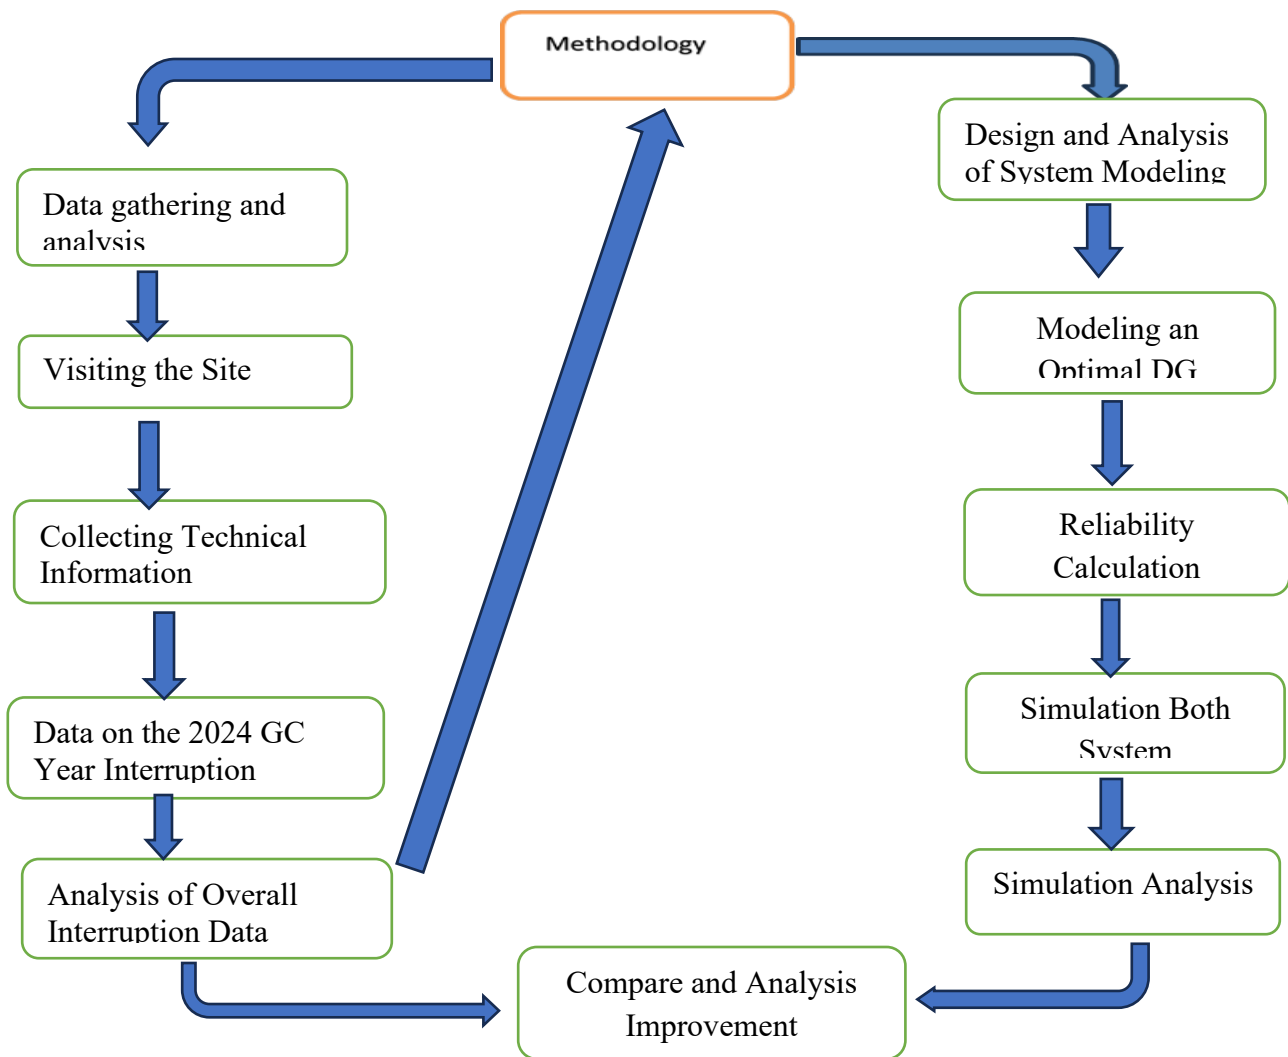 Methodology
Data gathering and
analysis
Visiting the Site
Collecting Technical
Information
Data on the 2024 GC
Year Interruption
Analysis of Overall
Interruption Data
Design and Analysis
of System Modeling
Modeling an
Optimal DG
Reliability
Calculation
Simulation Both
System
Simulation Analysis
Compare and Analysis
Improvement